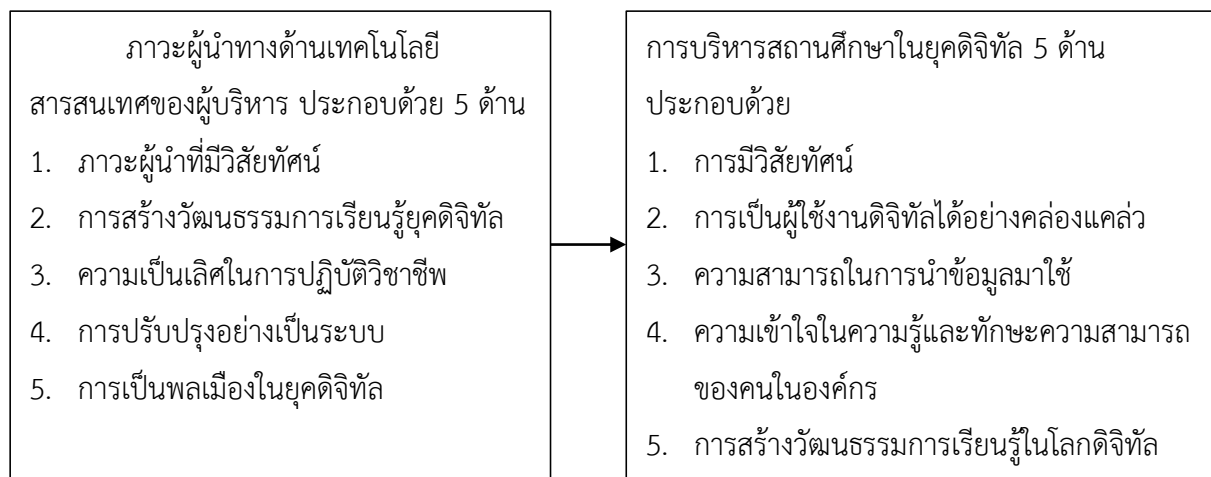 ภาวะผู้นำทางด้านเทคโนโลยี
สารสนเทศของผู้บริหาร ประกอบด้วย 5 ด้าน
1. ภาวะผู้นำที่มีวิสัยทัศน์
2. การสร้างวัฒนธรรมการเรียนรู้ยุคดิจิทัล
3. ความเป็นเลิศในการปฏิบัติวิชาชีพ
4. การปรับปรุงอย่างเป็นระบบ
5. การเป็นพลเมืองในยุคดิจิทัล
การบริหารสถานศึกษาในยุคดิจิทัล 5 ด้าน
ประกอบด้วย
1. การมีวิสัยทัศน์
2. การเป็นผู้ใช้งานดิจิทัลได้อย่างคล่องแคล่ว
3. ความสามารถในการนำข้อมูลมาใช้
4. ความเข้าใจในความรู้และทักษะความสามารถ
ของคนในองค์กร
5. การสร้างวัฒนธรรมการเรียนรู้ในโลกดิจิทัล